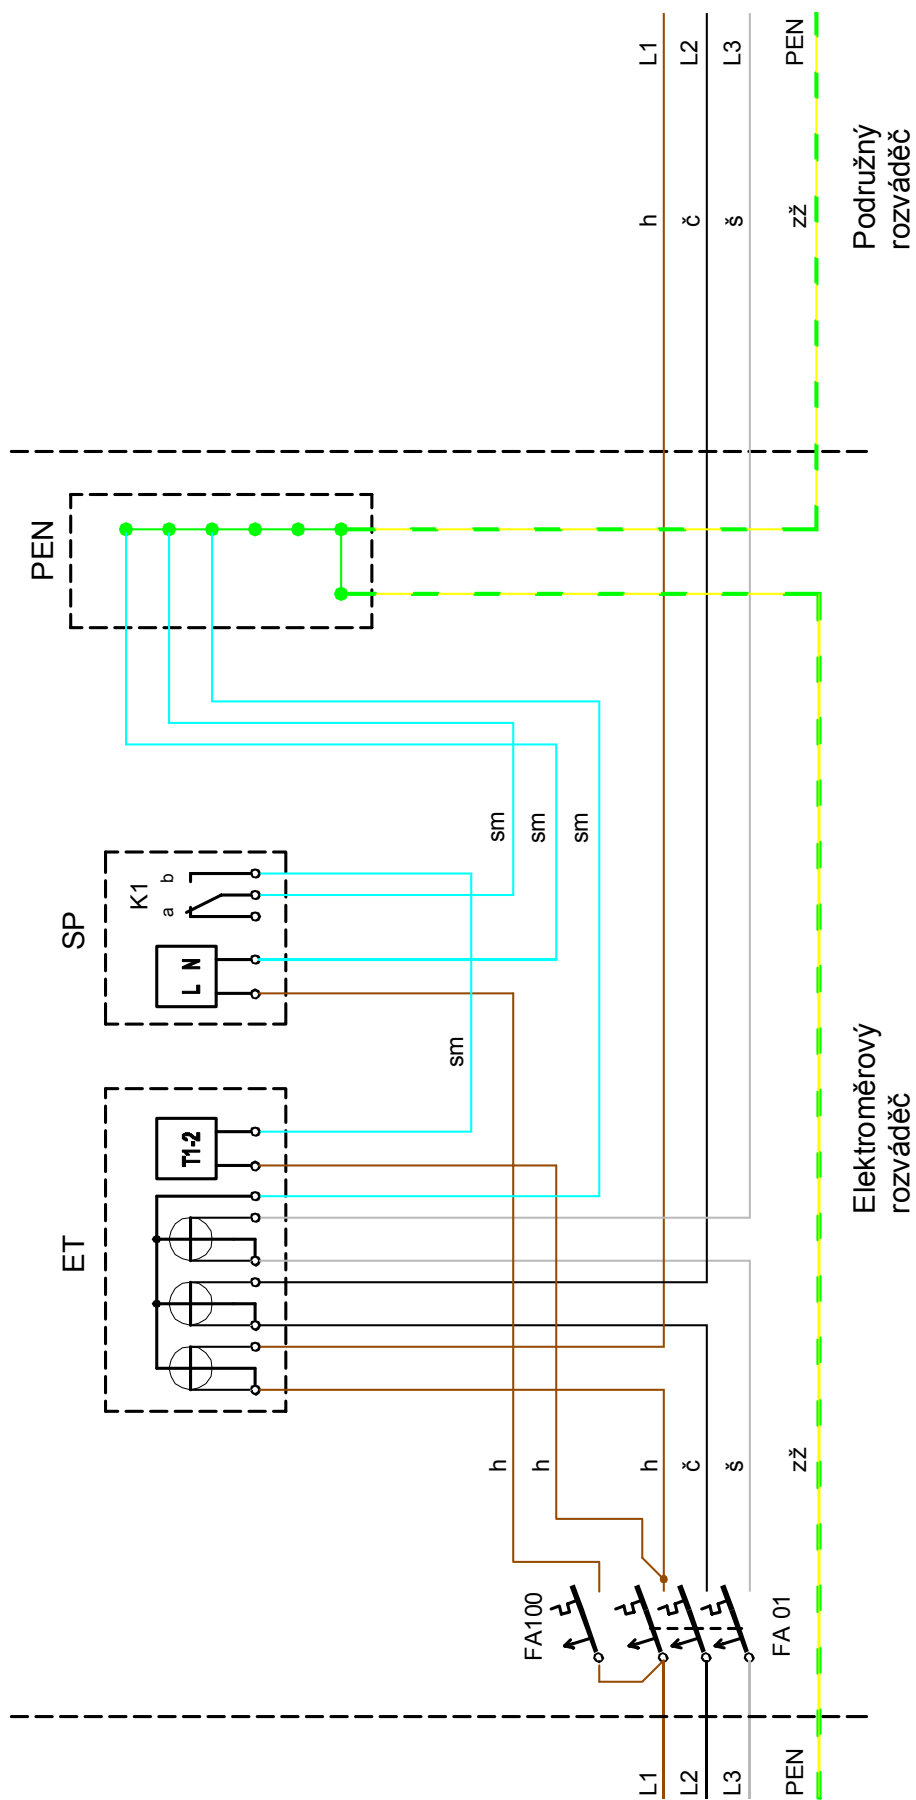 L1
L2
L3
PEN
h
č
š
zž
Podružný
rozváděč
PEN
SP
K1
a
b
L N
sm
sm
sm
sm
ET
T1-2
Elektroměrový
rozváděč
h
h
h
č
š
zž
FA100
FA 01
L1
L2
L3
PEN